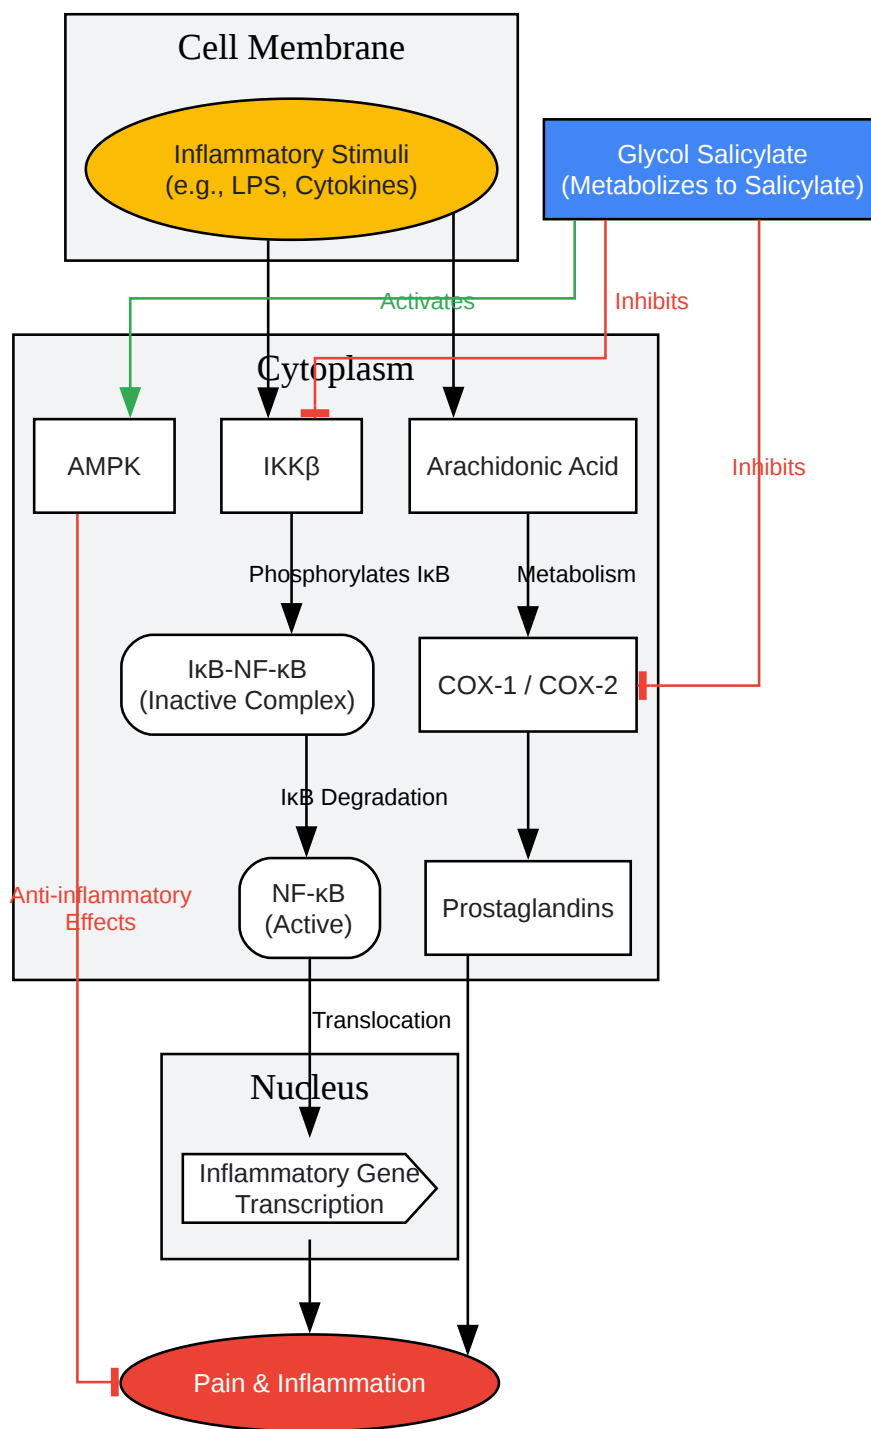 Cell Membrane
Inflammatory Stimuli
(e.g., LPS, Cytokines)
Glycol Salicylate
(Metabolizes to Salicylate)
Activates
Inhibits
Cytoplasm
AMPK
IKKβ
Arachidonic Acid
Inhibits
Phosphorylates IκB
Metabolism
IκB-NF-κB
(Inactive Complex)
COX-1 / COX-2
IκB Degradation
Anti-inflammatory
Effects
NF-κB
(Active)
Prostaglandins
Translocation
Nucleus
Inflammatory Gene
Transcription
Pain & Inflammation